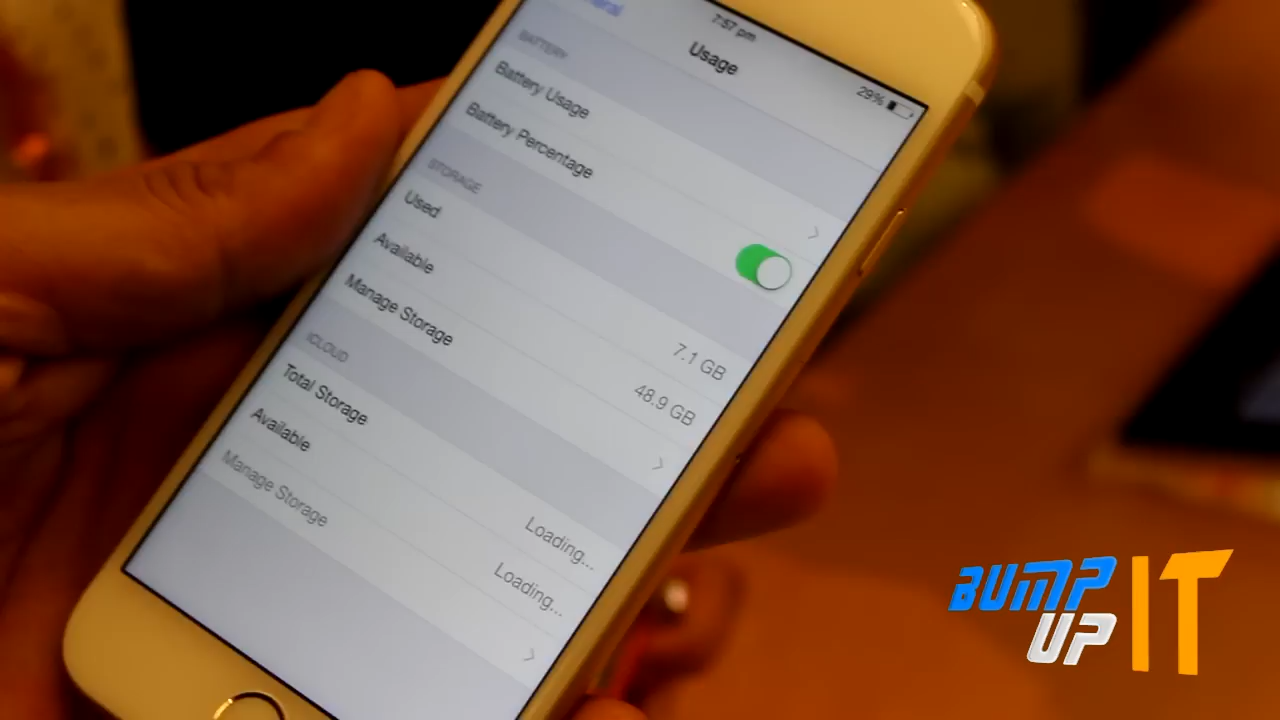 7:57 pm
29%
Usage
BATTERY
Battery Usage
Battery Percentage
STORAGE
Used 7.1 GB
Available 48.9 GB
Manage Storage
ICLOUD
Total Storage Loading...
Available Loading...
Manage Storage
BUMP
UP
IT